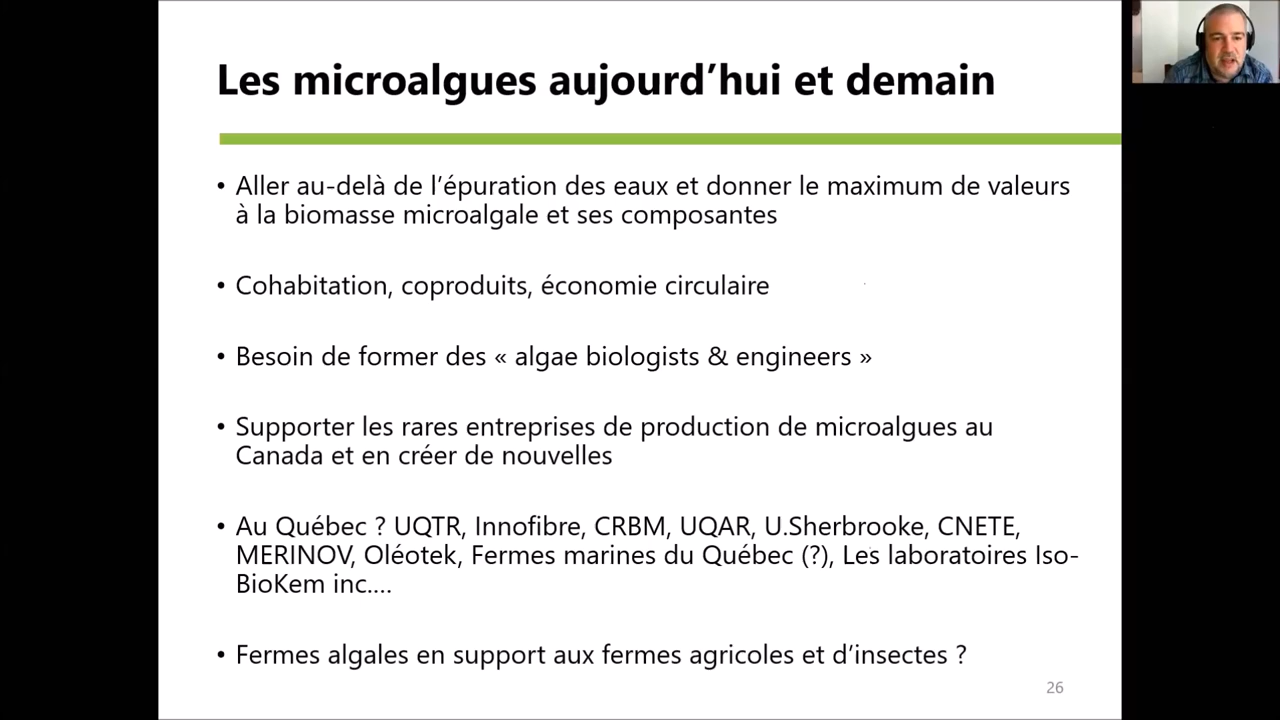 Les microalgues aujourd’hui et demain
• Aller au-delà de l’épuration des eaux et donner le maximum de valeurs
à la biomasse microalgale et ses composantes
• Cohabitation, coproduits, économie circulaire
• Besoin de former des « algae biologists & engineers »
• Supporter les rares entreprises de production de microalgues au
Canada et en créer de nouvelles
• Au Québec ? UQTR, Innofibre, CRBM, UQAR, U.Sherbrooke, CNETE,
MERINOV, Oléotek, Fermes marines du Québec (?), Les laboratoires Iso-
BioKem inc....
• Fermes algales en support aux fermes agricoles et d’insectes ?
26